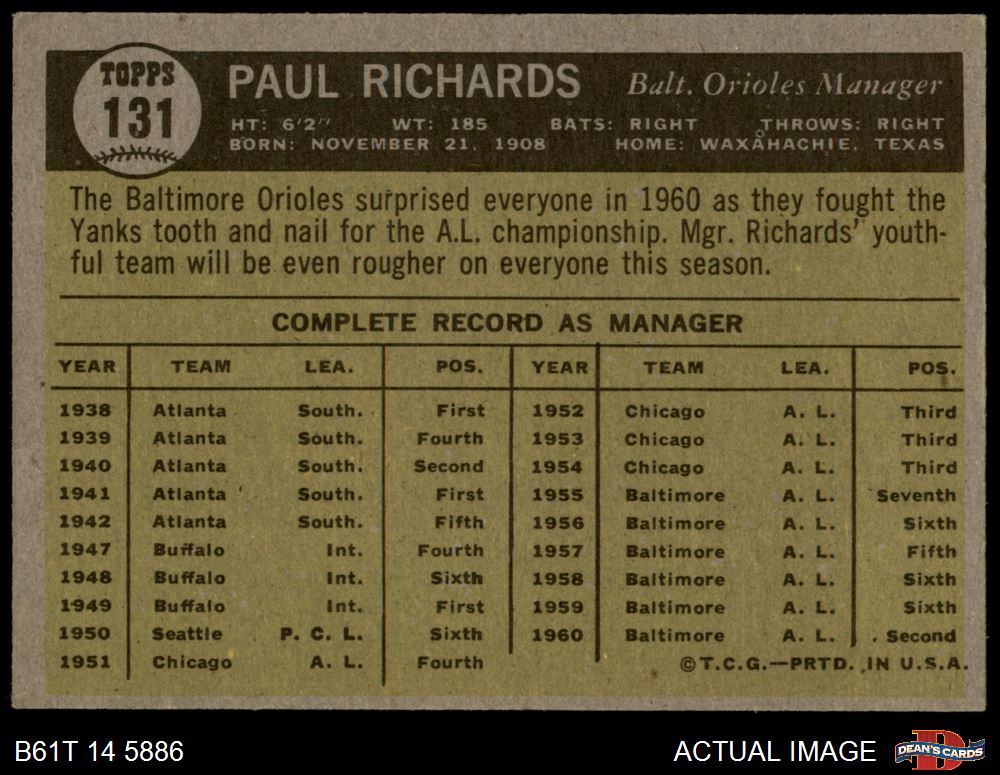 TOPPS
131
PAUL RICHARDS Balt. Orioles Manager
HT: 6'2" WT: 185 BATS: RIGHT THROWS: RIGHT
BORN: NOVEMBER 21, 1908 HOME: WAXAHACHIE, TEXAS
The Baltimore Orioles surprised everyone in 1960 as they fought the
Yanks tooth and nail for the A.L. championship. Mgr. Richards' youth-
ful team will be even rougher on everyone this season.
COMPLETE RECORD AS MANAGER
YEAR TEAM LEA. POS. YEAR TEAM LEA. POS.
1938 Atlanta South. First 1952 Chicago A. L. Third
1939 Atlanta South. Fourth 1953 Chicago A. L. Third
1940 Atlanta South. Second 1954 Chicago A. L. Third
1941 Atlanta South. First 1955 Baltimore A. L. Seventh
1942 Atlanta South. Fifth 1956 Baltimore A. L. Sixth
1947 Buffalo Int. Fourth 1957 Baltimore A. L. Fifth
1948 Buffalo Int. Sixth 1958 Baltimore A. L. Sixth
1949 Buffalo Int. First 1959 Baltimore A. L. Sixth
1950 Seattle P. C. L. Sixth 1960 Baltimore A. L. Second
1951 Chicago A. L. Fourth ©T.C.G.—PRTD. IN U.S.A.
B61T 14 5886 ACTUAL IMAGE DEAN'S CARDS